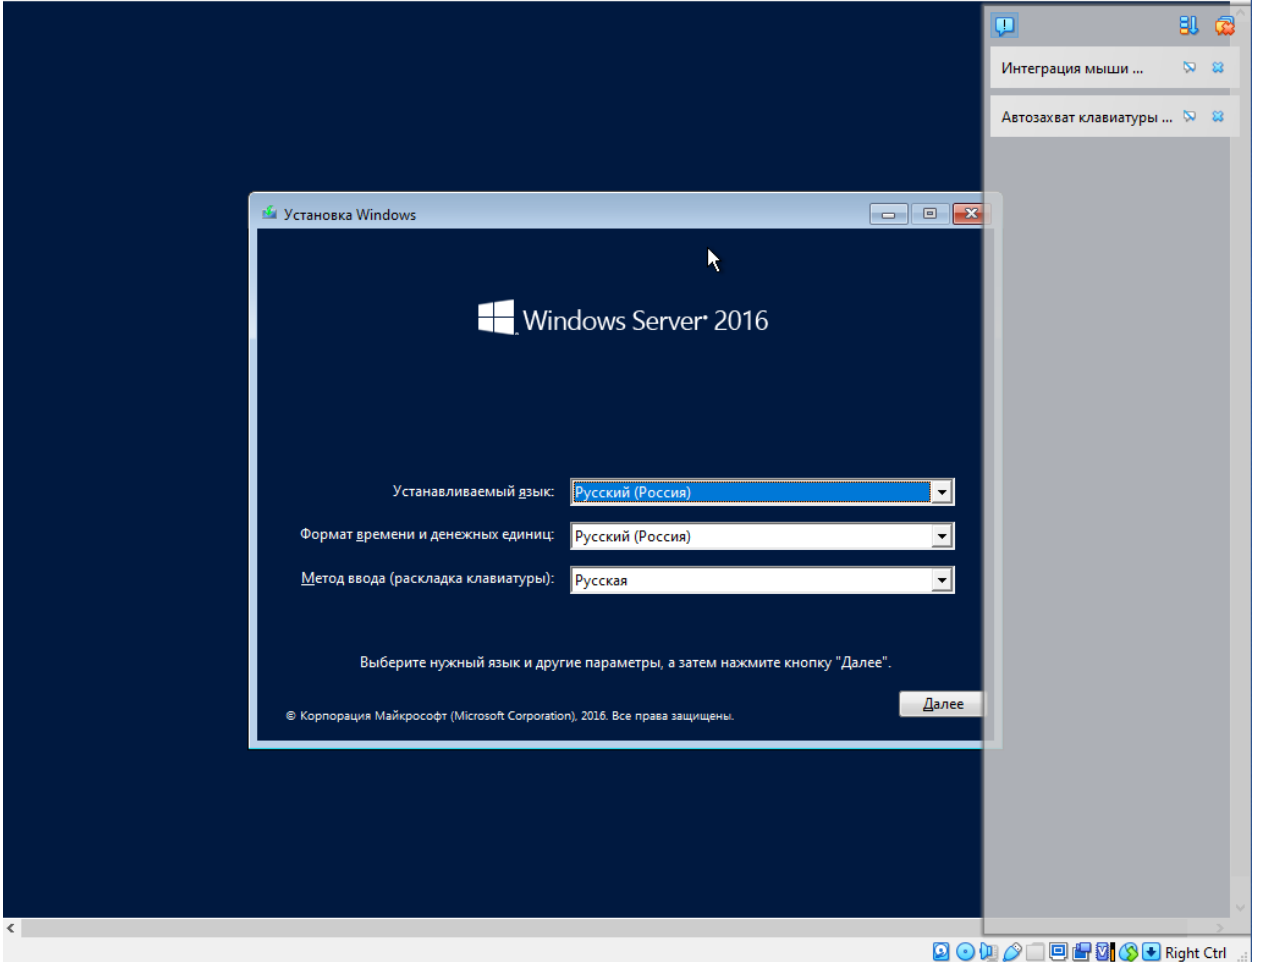 Интеграция мыши ...
Автозахват клавиатуры ...
Установка Windows
Windows Server 2016
Устанавливаемый язык: Русский (Россия)
Формат времени и денежных единиц: Русский (Россия)
Метод ввода (раскладка клавиатуры): Русская
Выберите нужный язык и другие параметры, а затем нажмите кнопку "Далее".
Далее
© Корпорация Майкрософт (Microsoft Corporation), 2016. Все права защищены.
Right Ctrl